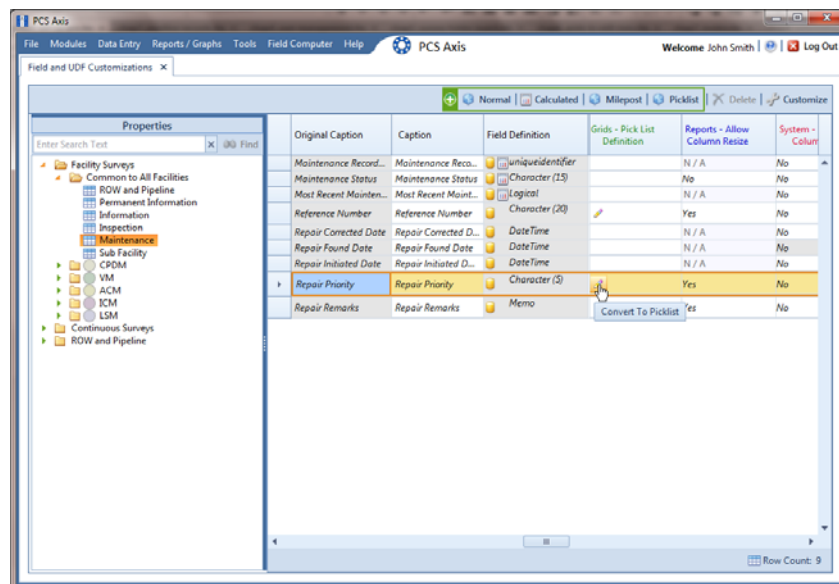 PCS Axis
File Modules Data Entry Reports / Graphs Tools Field Computer Help PCS Axis Welcome John Smith | | Log Out
Field and UDF Customizations X
Normal | Calculated | Milepost | Picklist | Delete | Customize
Properties
Enter Search Text x Find
Facility Surveys
Common to All Facilities
ROW and Pipeline
Permanent Information
Information
Inspection
Maintenance
Sub Facility
CPDM
VM
ACM
ICM
LSM
Continuous Surveys
ROW and Pipeline
Original Caption Caption Field Definition Grids - Pick List Definition Reports - Allow Column Resize System - Colum
Maintenance Record... Maintenance Reco... uniqueidentifier N / A No
Maintenance Status Maintenance Status Character (15) No No
Most Recent Mainten... Most Recent Maint... Logical N / A No
Reference Number Reference Number Character (20) Yes No
Repair Corrected Date Repair Corrected D... DateTime N / A No
Repair Found Date Repair Found Date DateTime N / A No
Repair Initiated Date Repair Initiated D... DateTime N / A No
Repair Priority Repair Priority Character (5) Yes No
Repair Remarks Repair Remarks Memo Yes No
Convert To Picklist
Row Count: 9